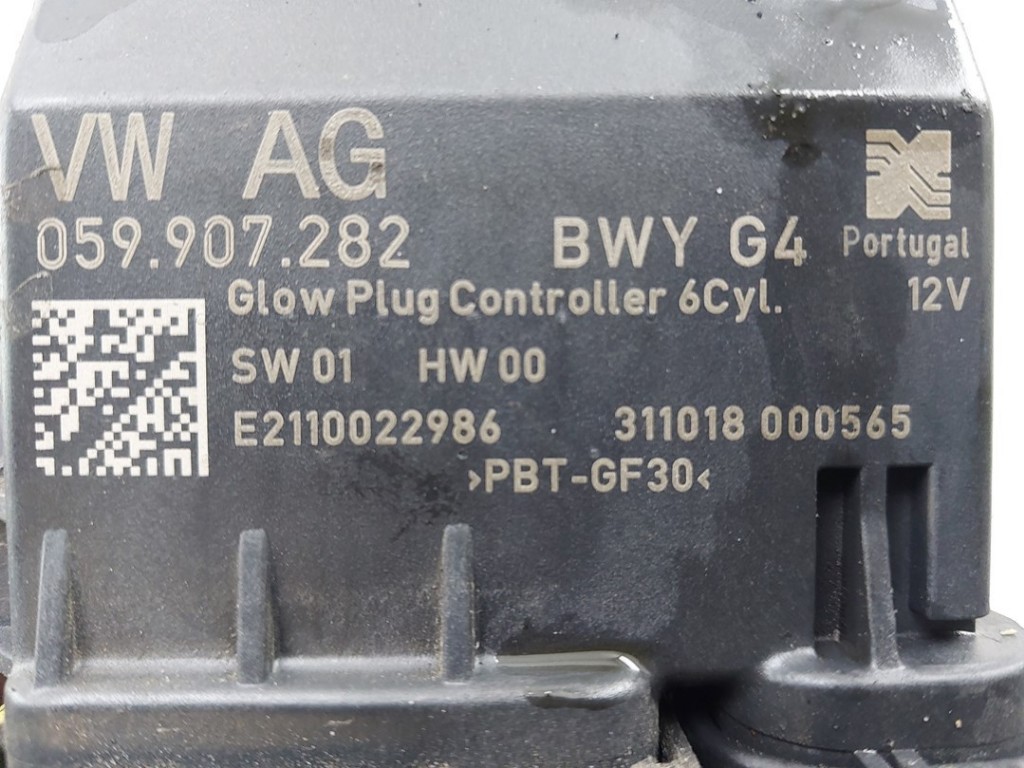 VW AG
059.907.282 BWY G4 Portugal
Glow Plug Controller 6Cyl. 12V
SW 01 HW 00
E2110022986 311018 000565
>PBT-GF30<